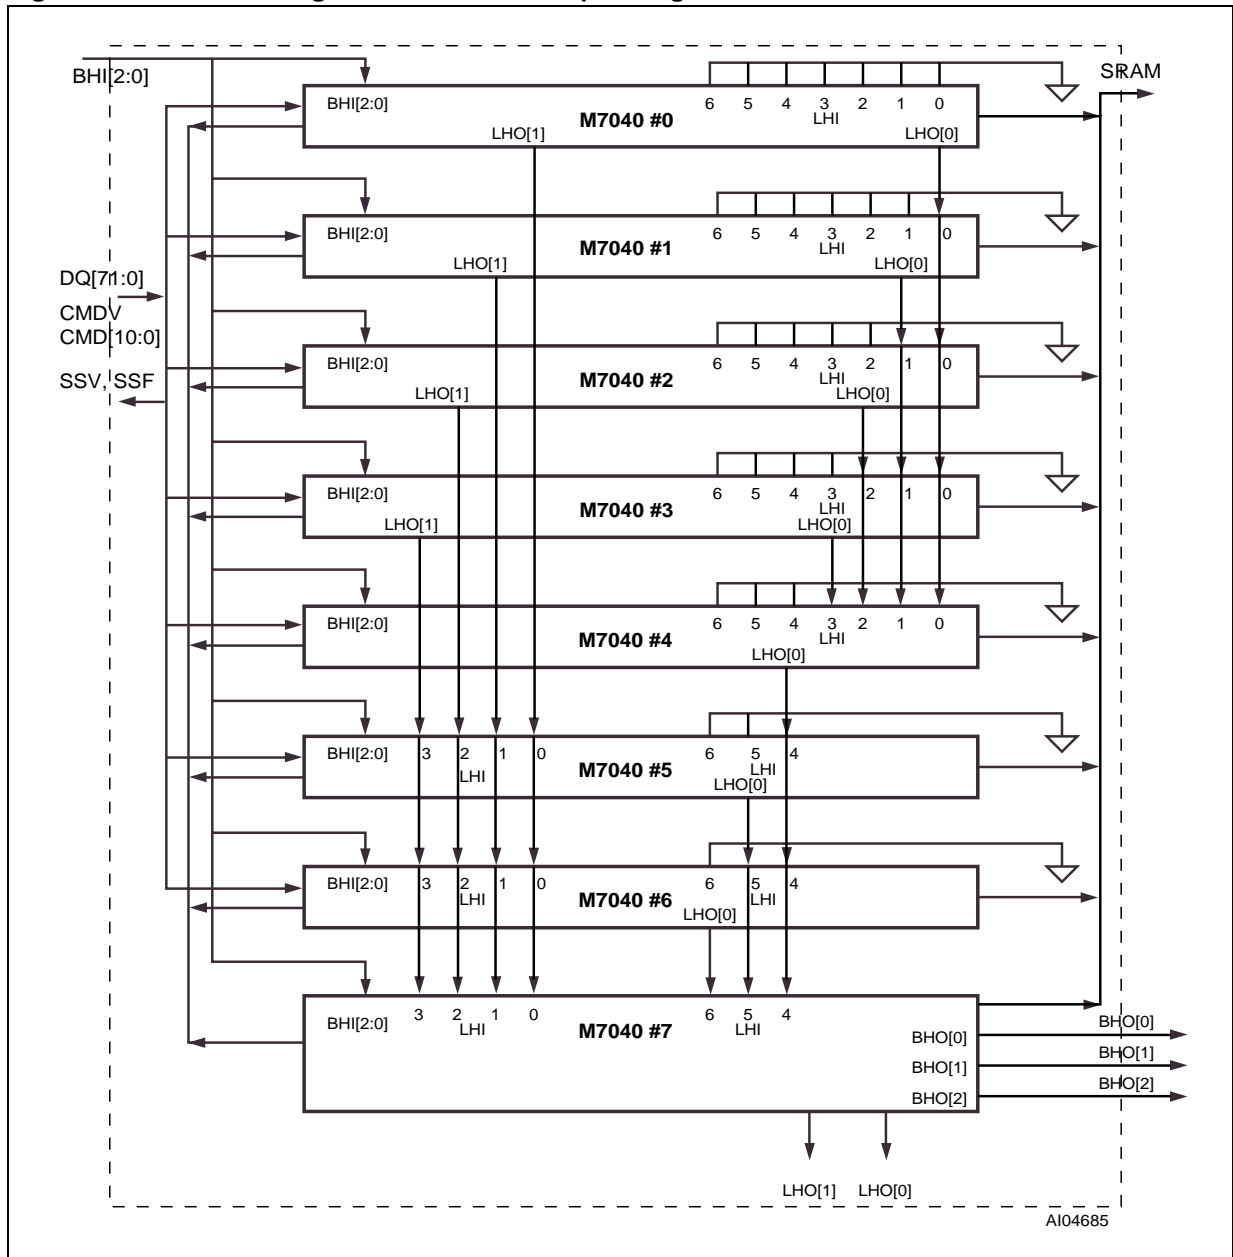 BHI[2:0]
SRAM
BHI[2:0]
6 5 4 3 2 1 0
LHI
M7040 #0
LHO[1]
LHO[0]
BHI[2:0]
6 5 4 3 2 1 0
LHI
M7040 #1
LHO[1]
LHO[0]
DQ[71:0]
CMDV
CMD[10:0]
SSV, SSF
BHI[2:0]
6 5 4 3 2 1 0
LHI
M7040 #2
LHO[1]
LHO[0]
BHI[2:0]
6 5 4 3 2 1 0
LHI
M7040 #3
LHO[1]
LHO[0]
BHI[2:0]
6 5 4 3 2 1 0
LHI
M7040 #4
LHO[0]
BHI[2:0]
3 2 1 0
LHI
M7040 #5
6 5 4
LHI
LHO[0]
BHI[2:0]
3 2 1 0
LHI
M7040 #6
6 5 4
LHI
LHO[0]
BHI[2:0]
3 2 1 0
LHI
M7040 #7
6 5 4
LHI
BHO[0]
BHO[0]
BHO[1]
BHO[1]
BHO[2]
BHO[2]
LHO[1]
LHO[0]
AI04685